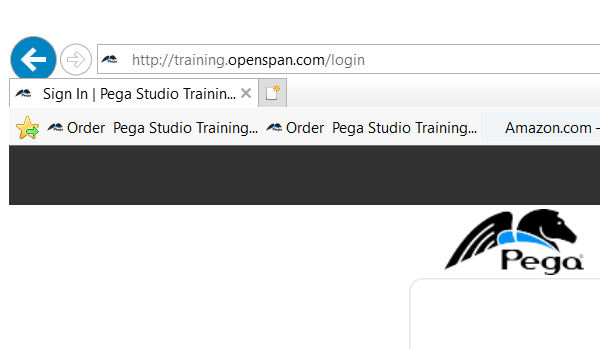 http://training.openspan.com/login
Sign In | Pega Studio Trainin...
Order Pega Studio Training... Order Pega Studio Training... Amazon.com -
Pega